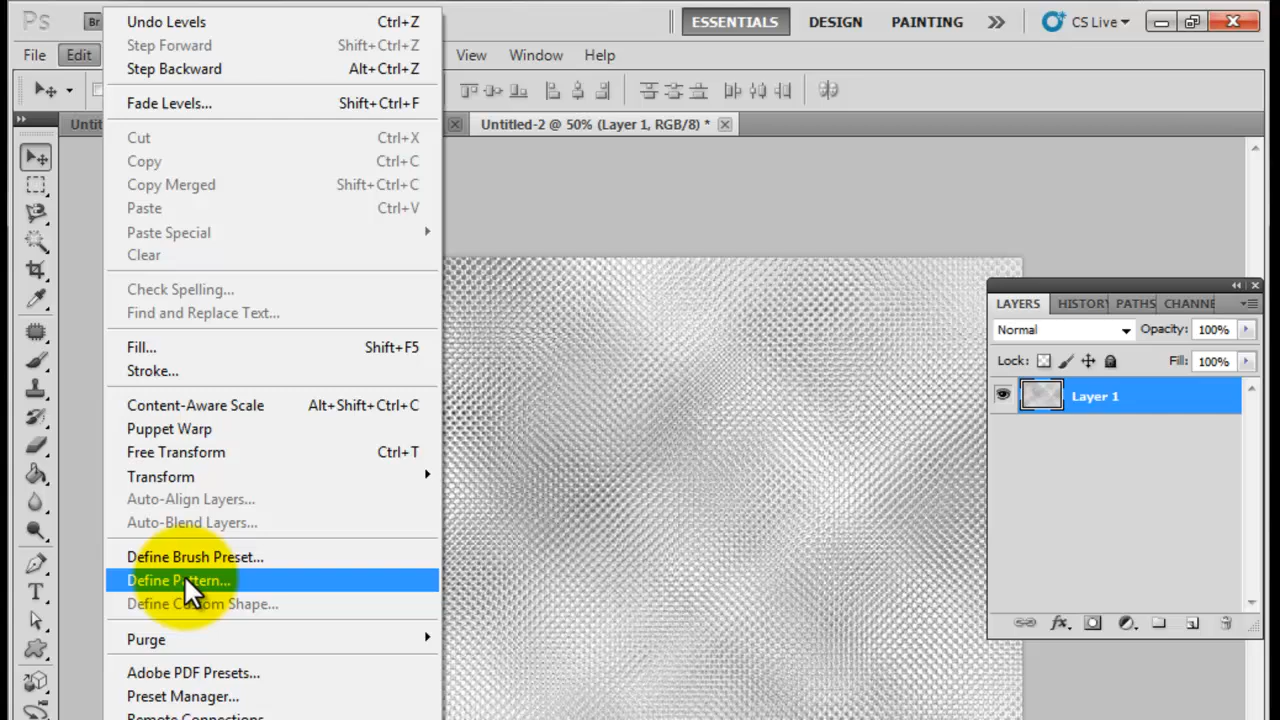 Ps
Br
ESSENTIALS
DESIGN
PAINTING
CS Live
File
Edit
View
Window
Help
Untitled-2 @ 50% (Layer 1, RGB/8) *
Undo Levels Ctrl+Z
Step Forward Shift+Ctrl+Z
Step Backward Alt+Ctrl+Z
Fade Levels... Shift+Ctrl+F
Cut Ctrl+X
Copy Ctrl+C
Copy Merged Shift+Ctrl+C
Paste Ctrl+V
Paste Special
Clear
Check Spelling...
Find and Replace Text...
Fill... Shift+F5
Stroke...
Content-Aware Scale Alt+Shift+Ctrl+C
Puppet Warp
Free Transform Ctrl+T
Transform
Auto-Align Layers...
Auto-Blend Layers...
Define Brush Preset...
Define Pattern...
Define Custom Shape...
Purge
Adobe PDF Presets...
Preset Manager...
Remote Connections
LAYERS
HISTORY
PATHS
CHANNE
Normal
Opacity: 100%
Lock:
Fill: 100%
Layer 1